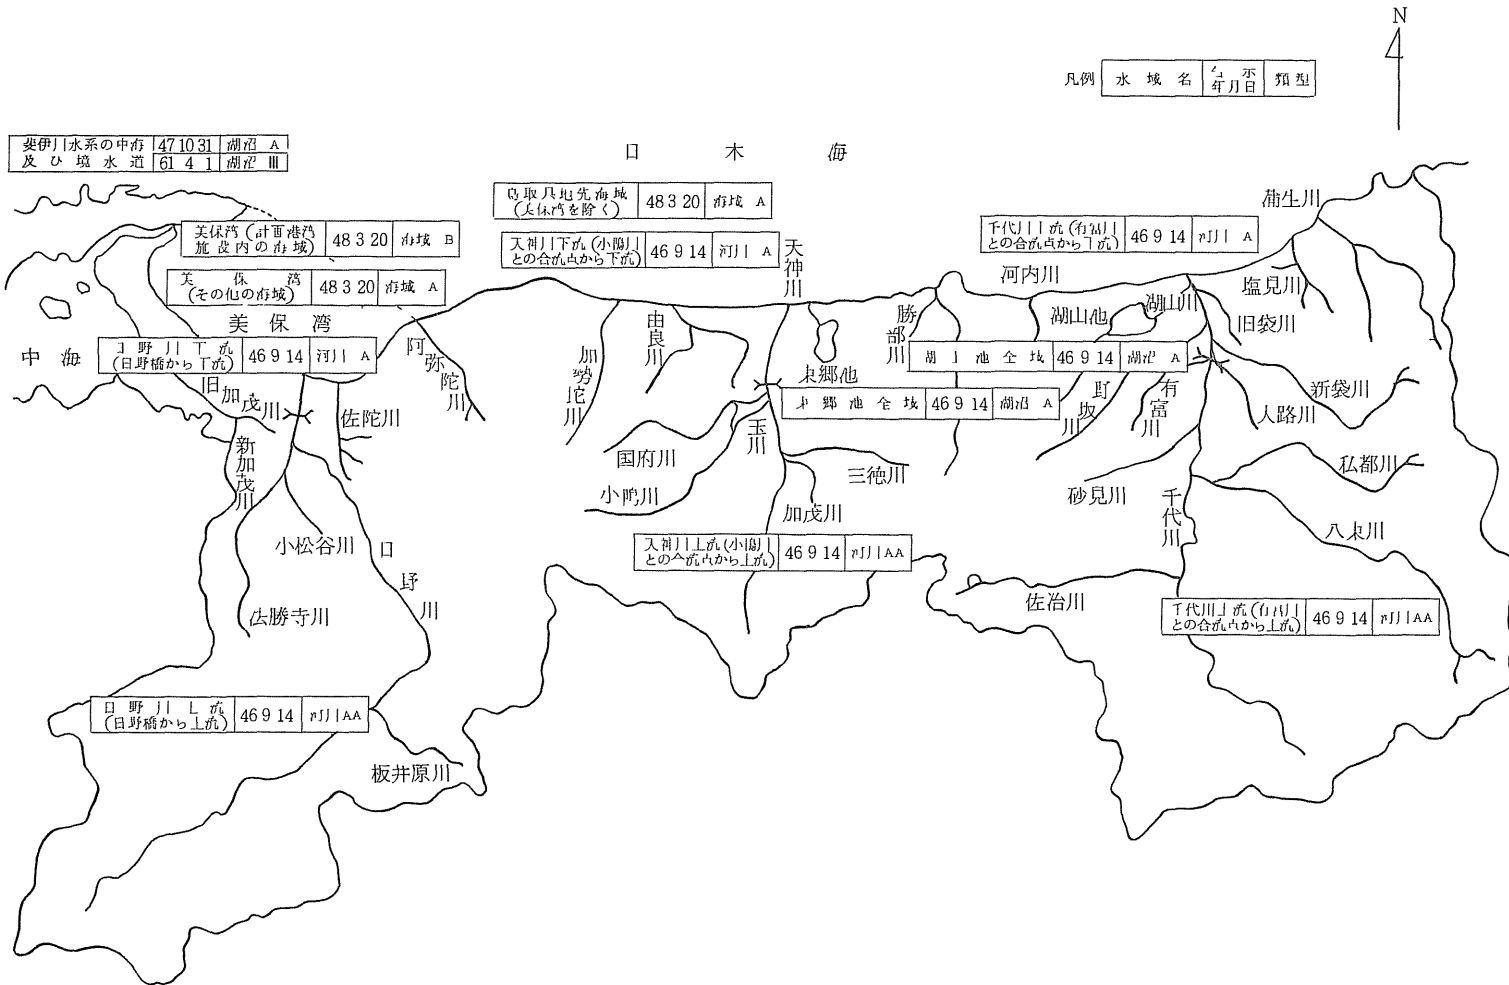 N
凡例 水域名 告示年月日 類型
斐伊川水系の中海 47 10 31 湖沼 A
及び境水道 61 4 1 湖沼 Ⅲ
日本海
鳥取県地先海域
(美保湾を除く) 48 3 20 海域 A
美保湾(計画港湾
施設内の海域) 48 3 20 海域 B
天神川下流(小鴨川
との合流点から下流) 46 9 14 河川 A
千代川下流(有富川
との合流点から下流) 46 9 14 河川 A
蒲生川
天神川
河内川
塩見川
美保湾
(その他の海域) 48 3 20 海域 A
美保湾
湖山池
湖山川
旧袋川
勝部川
由良川
加勢陀川
阿弥陀川
中海
日野川下流
(日野橋から下流) 46 9 14 河川 A
湖山池全域 46 9 14 湖沼 A
東郷池
東郷池全域 46 9 14 湖沼 A
旧加茂川
佐陀川
新加茂川
玉川
国府川
小鴨川
三徳川
加茂川
野坂川
有富川
新袋川
大路川
砂見川
私都川
千代川
八東川
小松谷川
日野川
法勝寺川
天神川上流(小鴨川
との合流点から上流) 46 9 14 河川 AA
佐治川
千代川上流(有富川
との合流点から上流) 46 9 14 河川 AA
日野川上流
(日野橋から上流) 46 9 14 河川 AA
板井原川